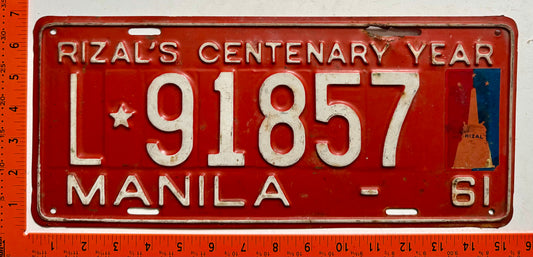 RIZAL'S CENTENARY YEAR
L★91857
RIZAL
MANILA - 61